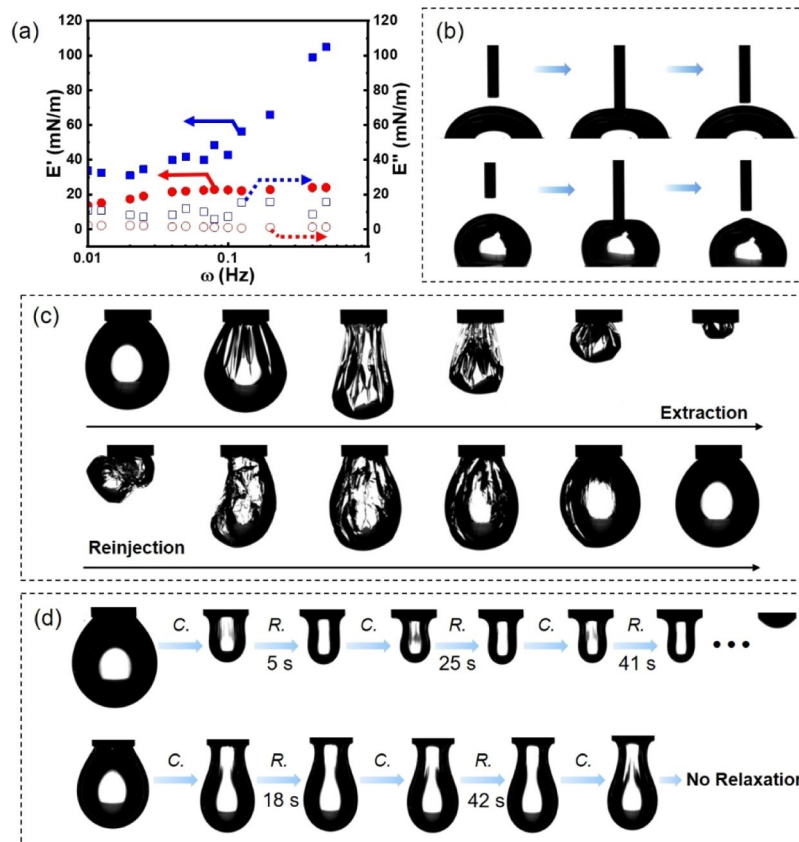 (a)
120
100
80
60
40
20
0
E' (mN/m)
120
100
80
60
40
20
0
E'' (mN/m)
0.01
0.1
1
ω (Hz)
(b)
(c)
Extraction
Reinjection
(d)
C.
R.
5 s
C.
R.
25 s
C.
R.
41 s
•••
C.
R.
18 s
C.
R.
42 s
C.
No Relaxation